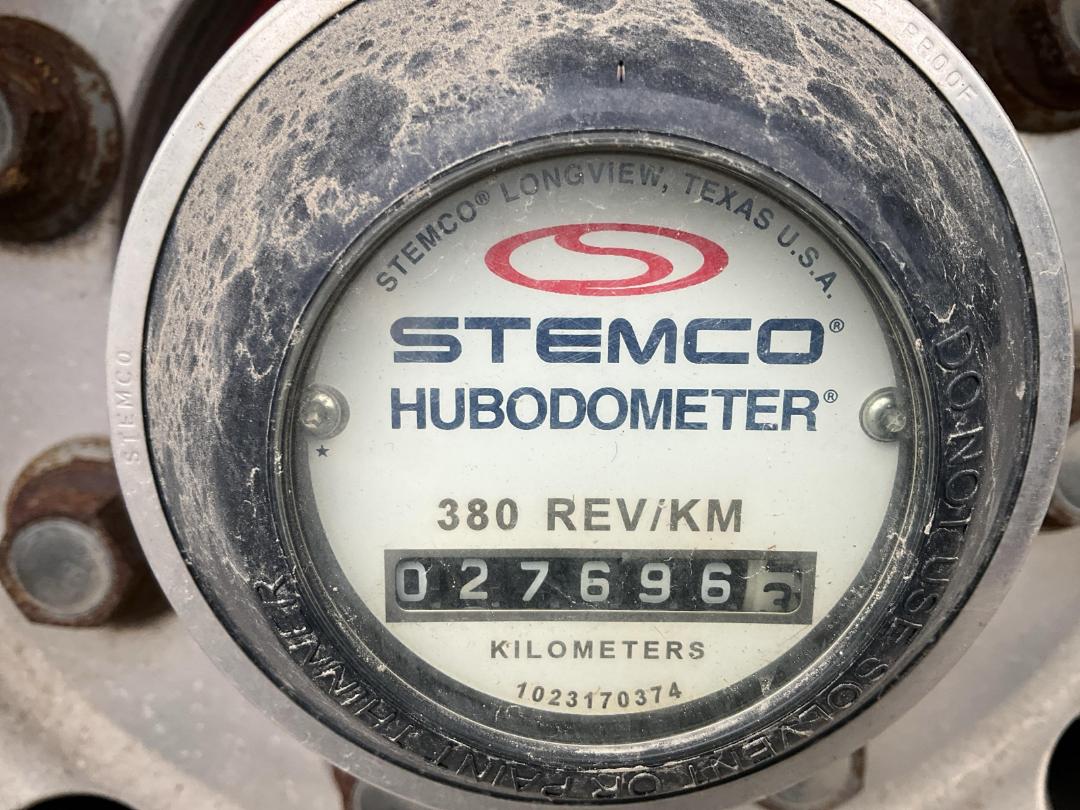 PROOF
STEMCO
STEMCO® LONGVIEW, TEXAS U.S.A.
STEMCO®
HUBODOMETER®
380 REV/KM
027696
KILOMETERS
1023170374
DO NOT USE SOLVENT OR PAINT THINNER